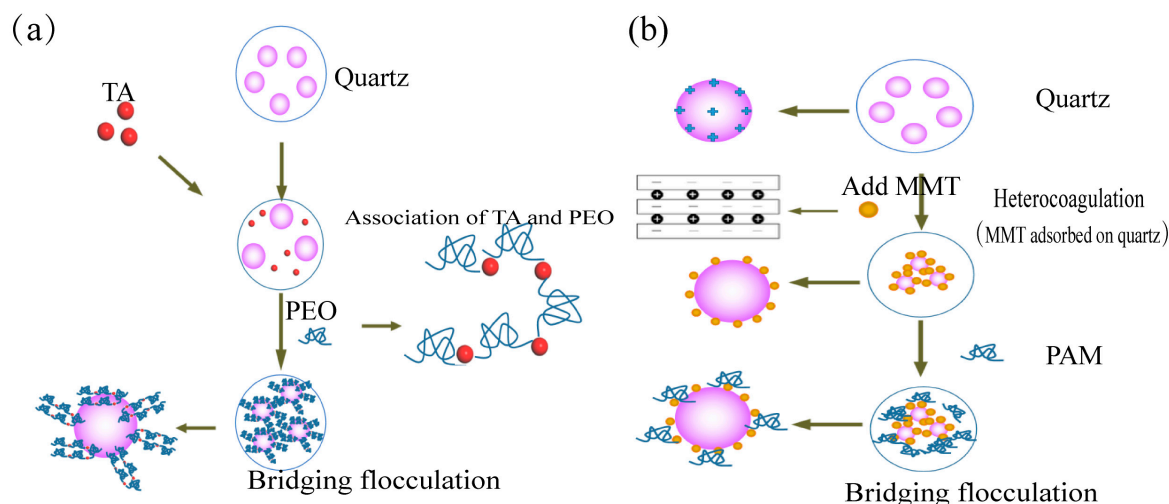 (a)
TA
Quartz
Association of TA and PEO
PEO
Bridging flocculation
(b)
Quartz
Add MMT
Heterocoagulation
(MMT adsorbed on quartz)
PAM
Bridging flocculation